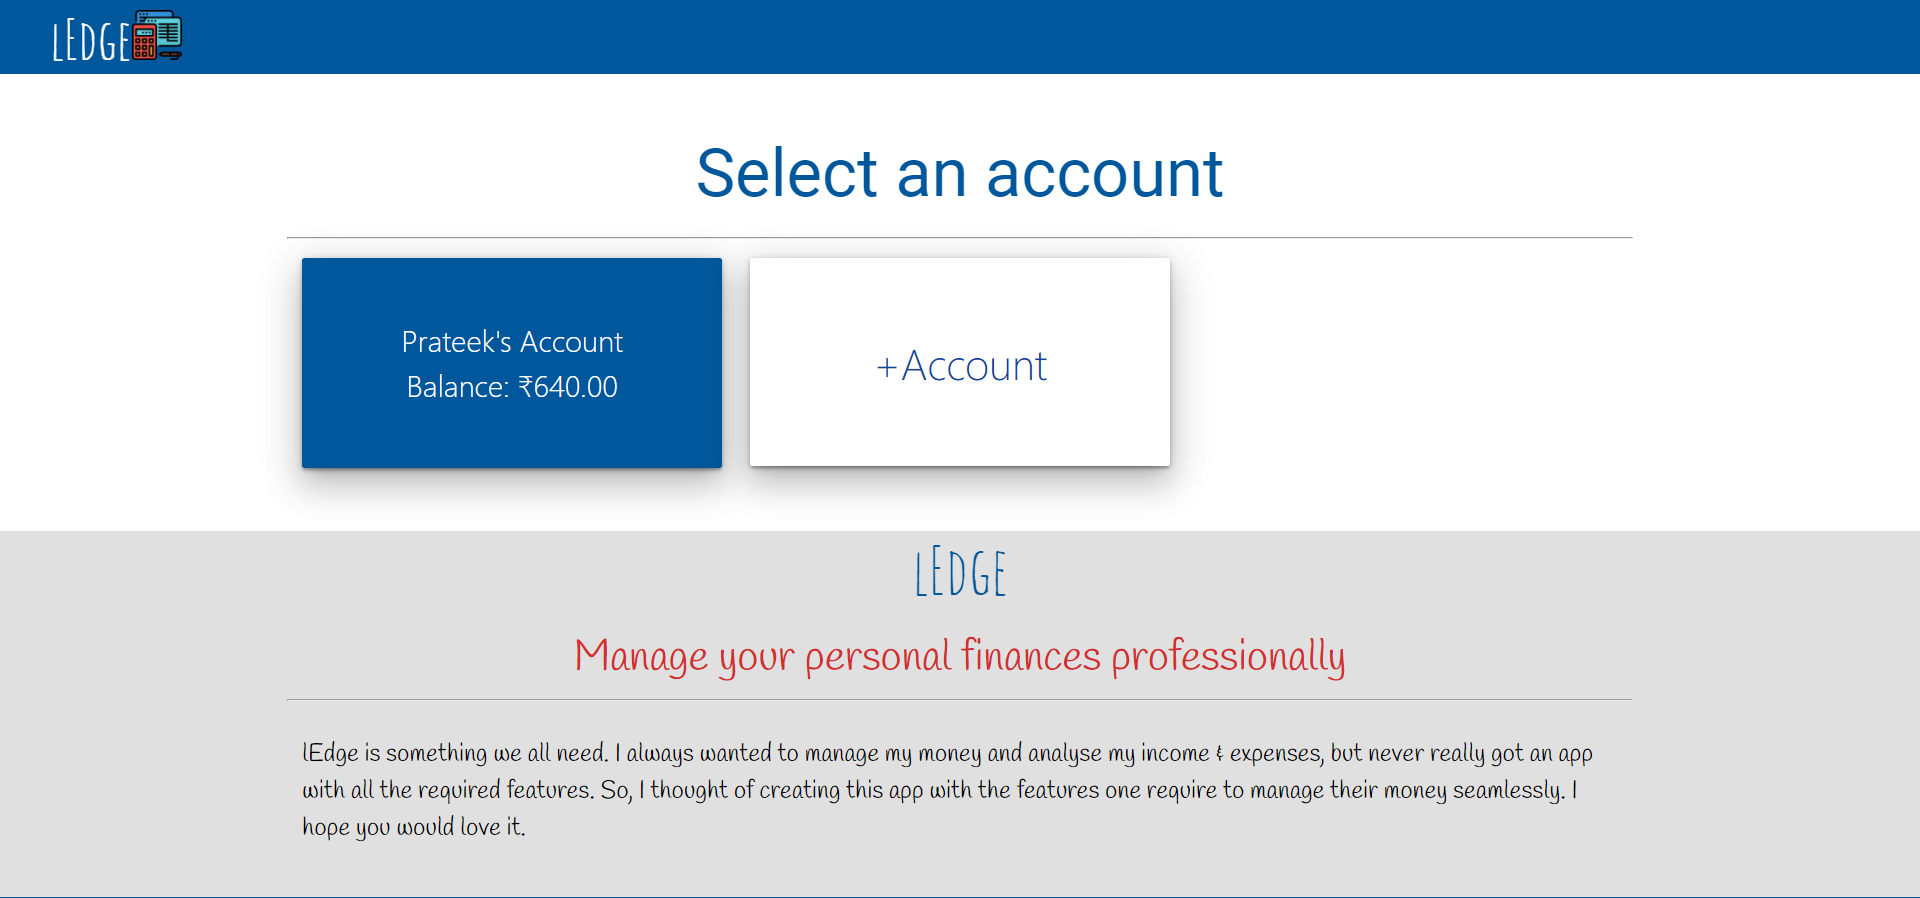 lEdge
Select an account
Prateek's Account
Balance: ₹640.00
+Account
lEdge
Manage your personal finances professionally
lEdge is something we all need. I always wanted to manage my money and analyse my income & expenses, but never really got an app
with all the required features. So, I thought of creating this app with the features one require to manage their money seamlessly. I
hope you would love it.